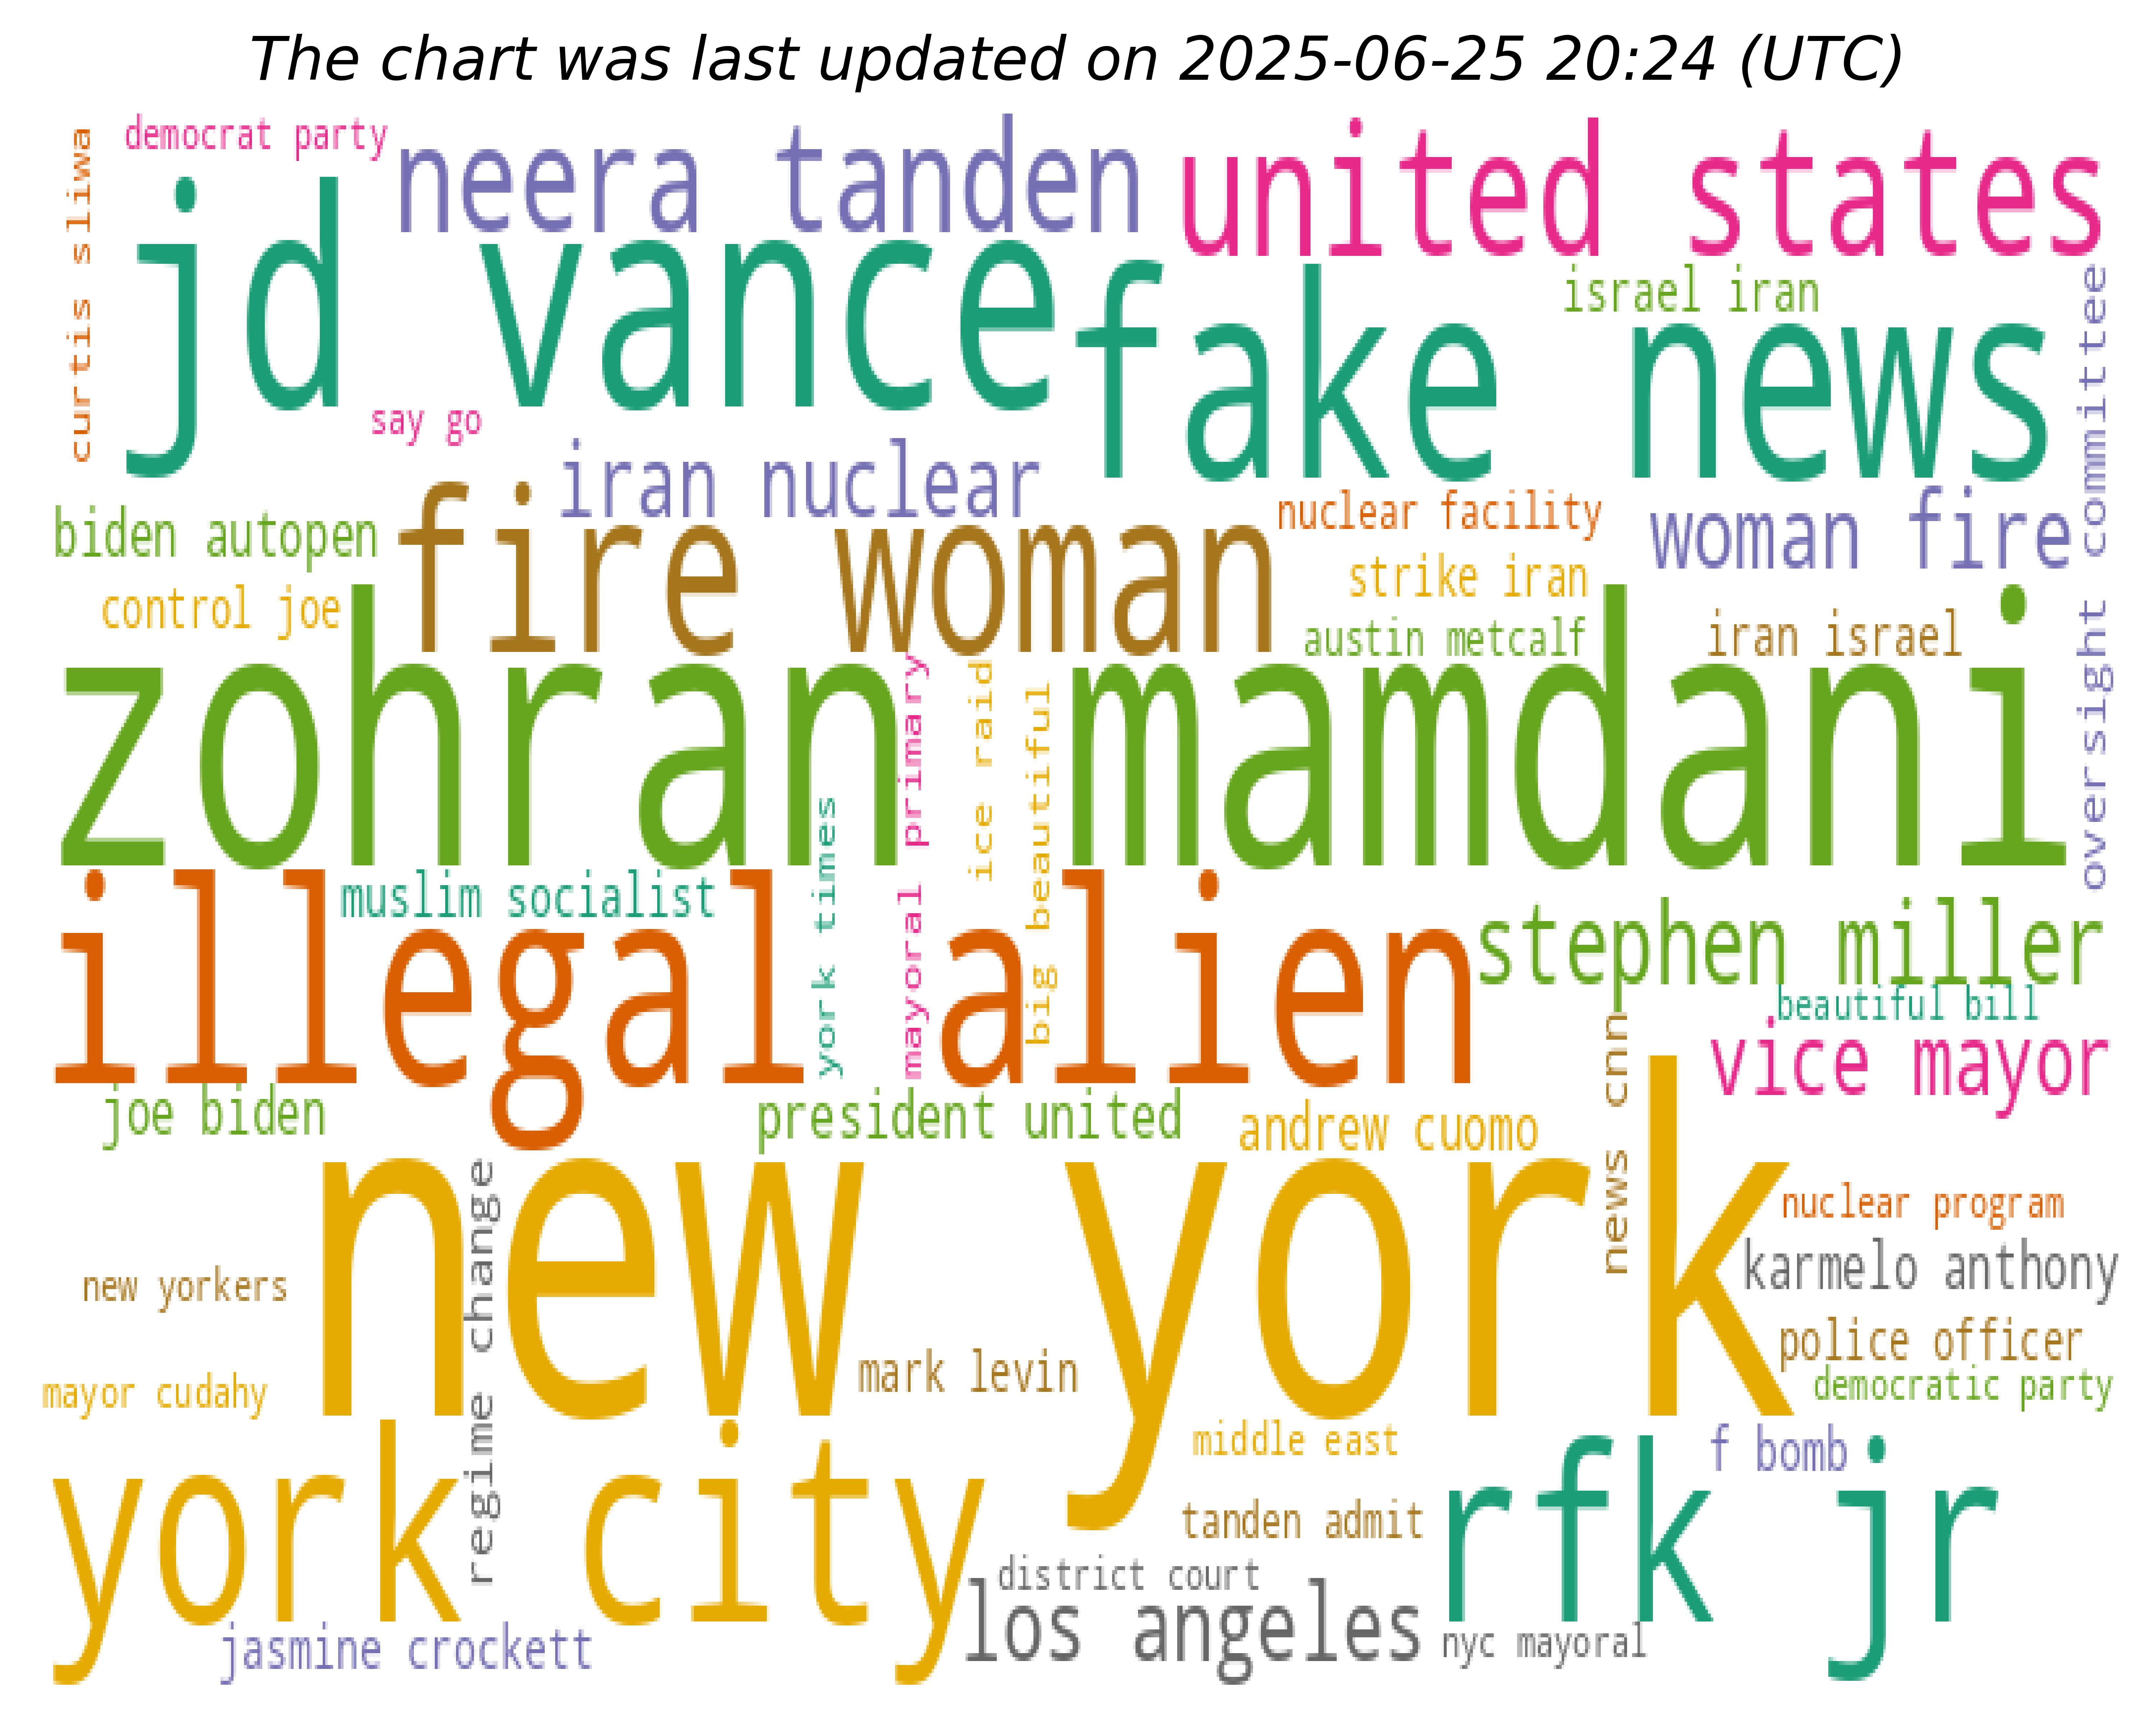 The chart was last updated on 2025-06-25 20:24 (UTC)
curtis sliwa
democrat party
neera tanden
united states
jd vance
fake news
israel iran
oversight committee
say go
iran nuclear
biden autopen
fire woman
nuclear facility
woman fire
control joe
strike iran
austin metcalf
iran israel
zohran mamdani
york times
mayoral primary
ice raid
big beautiful
illegal alien
muslim socialist
stephen miller
beautiful bill
vice mayor
joe biden
president united
andrew cuomo
news cnn
new york
regime change
nuclear program
karmelo anthony
new yorkers
police officer
mark levin
mayor cudahy
democratic party
york city
middle east
f bomb
rfk jr
tanden admit
district court
los angeles
nyc mayoral
jasmine crockett